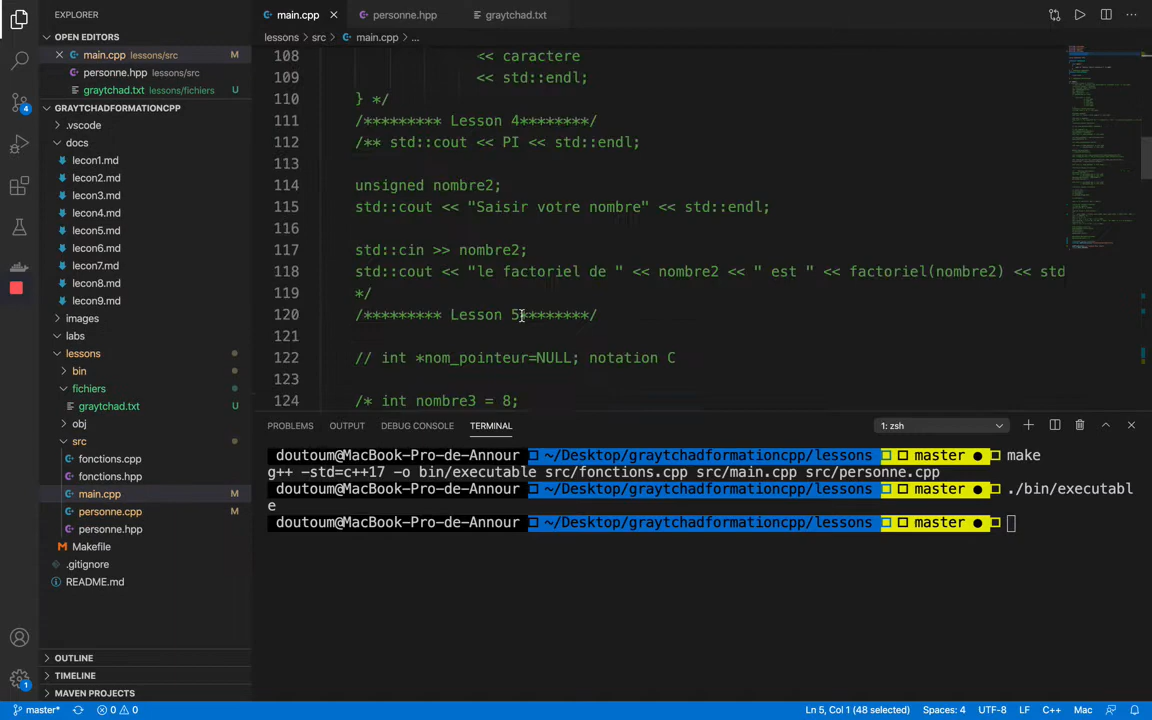 EXPLORER
OPEN EDITORS
main.cpp lessons/src M
personne.hpp lessons/src
graytchad.txt lessons/fichiers U
GRAYTCHADFORMATIONCPP
.vscode
docs
lecon1.md
lecon2.md
lecon3.md
lecon4.md
lecon5.md
lecon6.md
lecon7.md
lecon8.md
lecon9.md
images
labs
lessons
bin
fichiers
graytchad.txt U
obj
src
fonctions.cpp
fonctions.hpp
main.cpp M
personne.cpp M
personne.hpp
Makefile
.gitignore
README.md
OUTLINE
TIMELINE
MAVEN PROJECTS
4
1
main.cpp personne.hpp graytchad.txt
lessons src main.cpp ...
108 << caractere
109 << std::endl;
110 } */
111 /********* Lesson 4********/
112 /** std::cout << PI << std::endl;
113
114 unsigned nombre2;
115 std::cout << "Saisir votre nombre" << std::endl;
116
117 std::cin >> nombre2;
118 std::cout << "le factoriel de " << nombre2 << " est " << factoriel(nombre2) << std
119 */
120 /********* Lesson 5********/
121
122 // int *nom_pointeur=NULL; notation C
123
124 /* int nombre3 = 8;
PROBLEMS OUTPUT DEBUG CONSOLE TERMINAL 1: zsh
doutoum@MacBook-Pro-de-Annour ~/Desktop/graytchadformationcpp/lessons master ● make
g++ -std=c++17 -o bin/executable src/fonctions.cpp src/main.cpp src/personne.cpp
doutoum@MacBook-Pro-de-Annour ~/Desktop/graytchadformationcpp/lessons master ● ./bin/executabl
e
doutoum@MacBook-Pro-de-Annour ~/Desktop/graytchadformationcpp/lessons master ●
master* 0 0 Ln 5, Col 1 (48 selected) Spaces: 4 UTF-8 LF C++ Mac